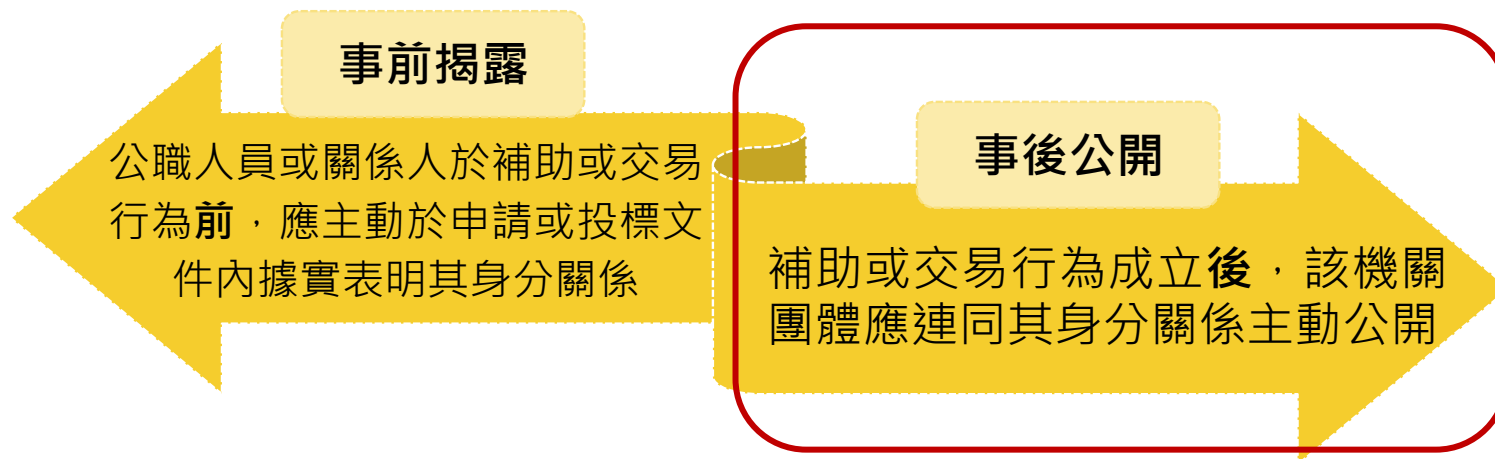 事前揭露
公職人員或關係人於補助或交易
行為前，應主動於申請或投標文
件內據實表明其身分關係
事後公開
補助或交易行為成立後，該機關
團體應連同其身分關係主動公開